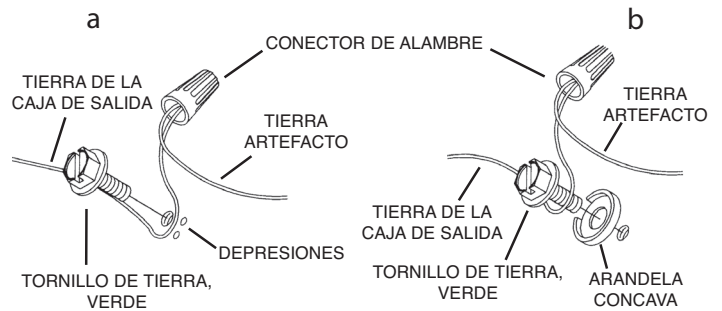 a
b
CONECTOR DE ALAMBRE
TIERRA DE LA
CAJA DE SALIDA
TIERRA
ARTEFACTO
DEPRESIONES
TORNILLO DE TIERRA,
VERDE
TIERRA
ARTEFACTO
TIERRA DE LA
CAJA DE SALIDA
TORNILLO DE TIERRA,
VERDE
ARANDELA
CONCAVA